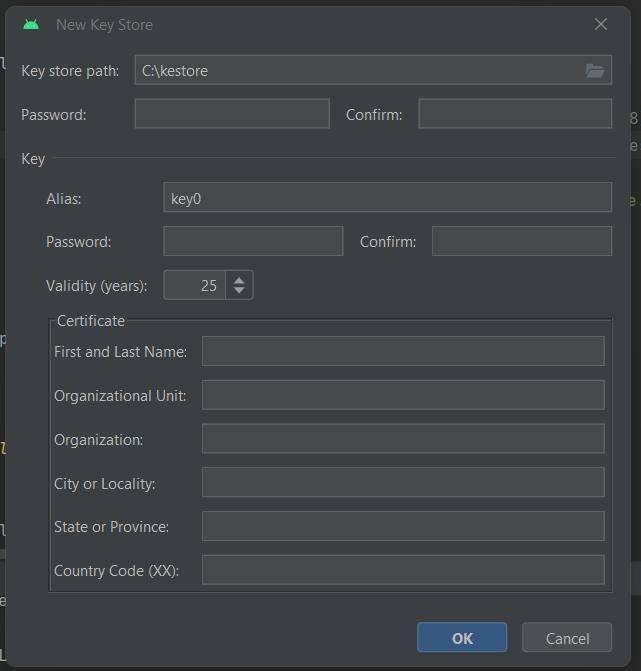 New Key Store
Key store path: C:\kestore
Password: Confirm:
Key
Alias: key0
Password: Confirm:
Validity (years): 25
Certificate
First and Last Name:
Organizational Unit:
Organization:
City or Locality:
State or Province:
Country Code (XX):
OK Cancel